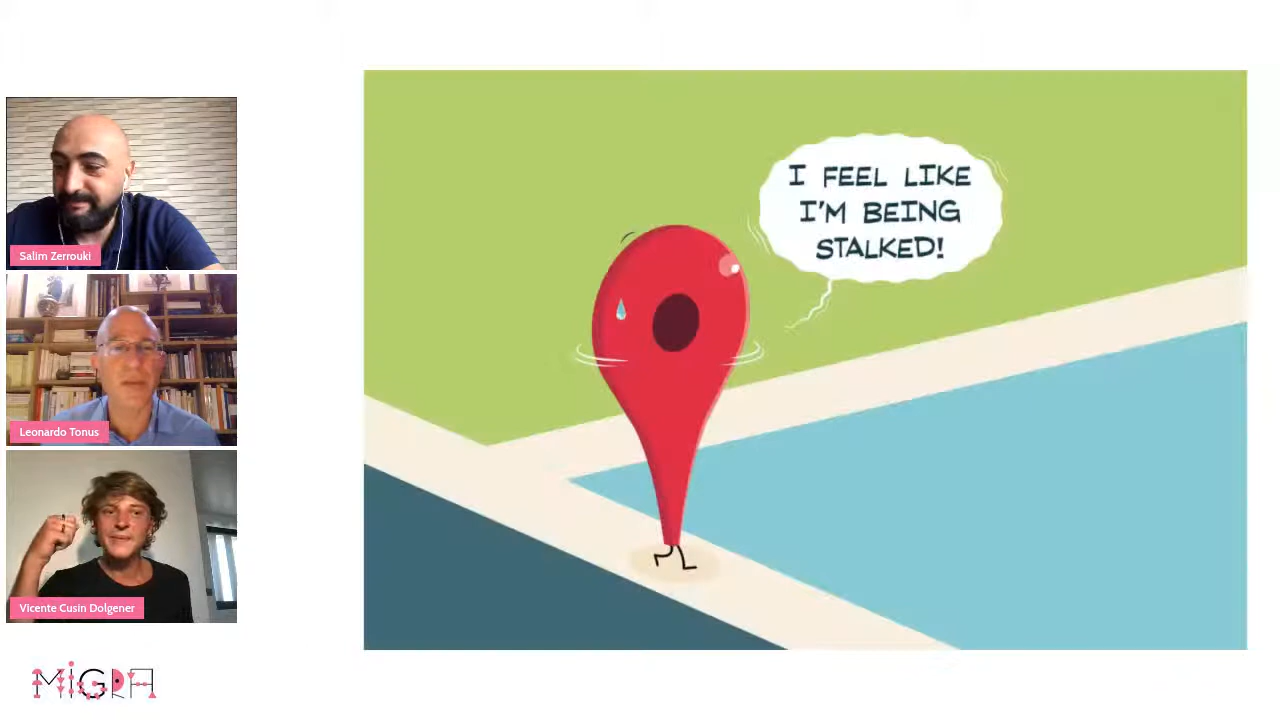 Salim Zerrouki
Leonardo Tonus
Vicente Cusin Dolgener
I FEEL LIKE
I'M BEING
STALKED!
MIGRA